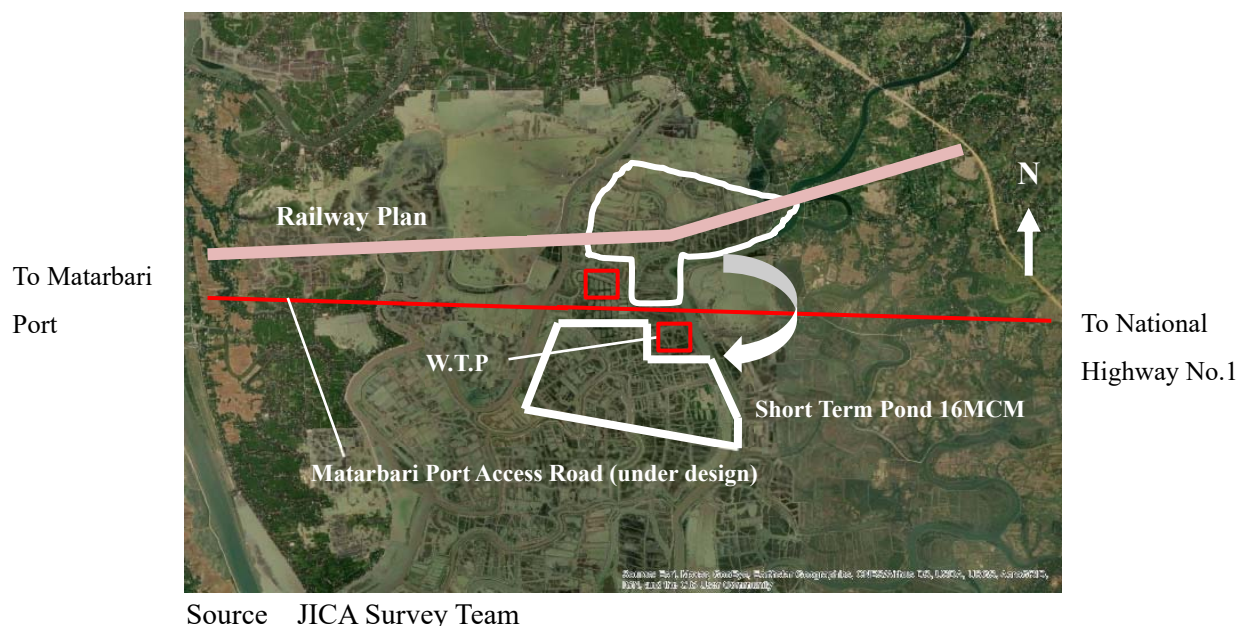 Railway Plan
N
To Matarbari
Port
To National
Highway No.1
W.T.P
Short Term Pond 16MCM
Matarbari Port Access Road (under design)
Source JICA Survey Team